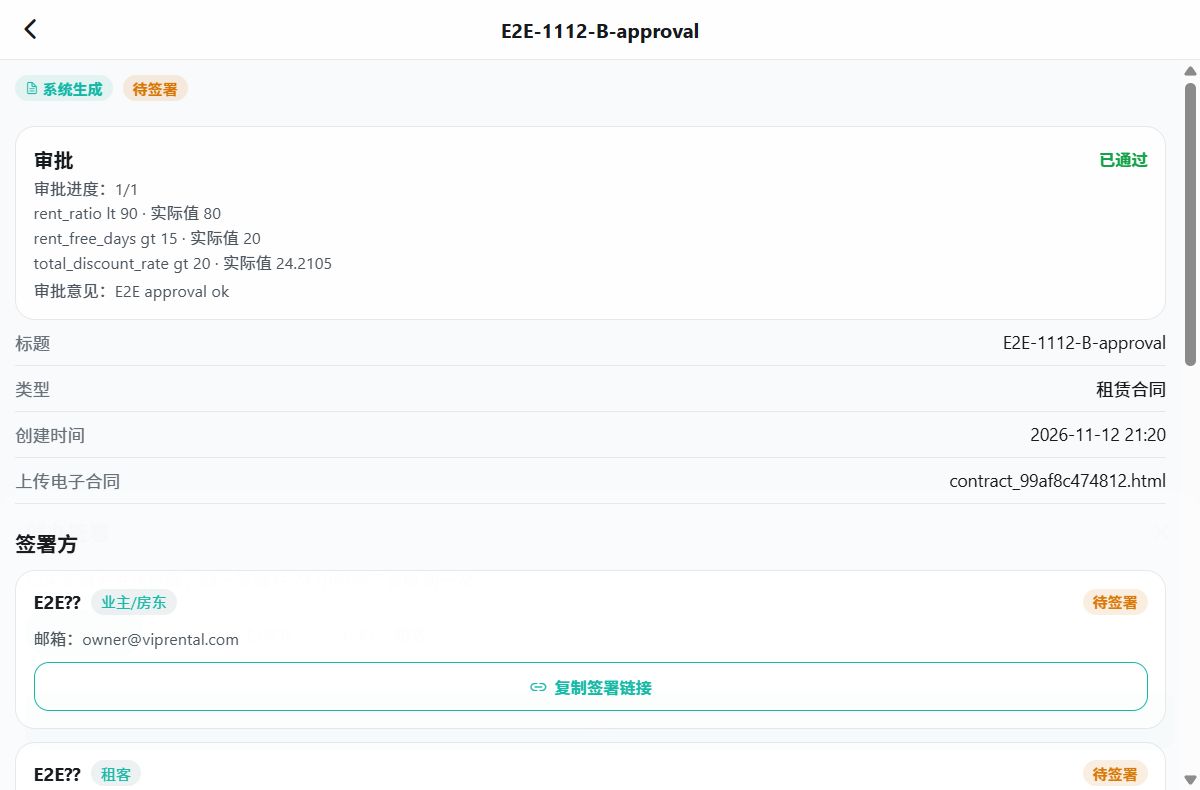 E2E-1112-B-approval
系统生成 待签署
审批 已通过
审批进度：1/1
rent_ratio lt 90 · 实际值 80
rent_free_days gt 15 · 实际值 20
total_discount_rate gt 20 · 实际值 24.2105
审批意见：E2E approval ok
标题 E2E-1112-B-approval
类型 租赁合同
创建时间 2026-11-12 21:20
上传电子合同 contract_99af8c474812.html
签署方
E2E?? 业主/房东 待签署
邮箱：owner@viprental.com
复制签署链接
E2E?? 租客 待签署